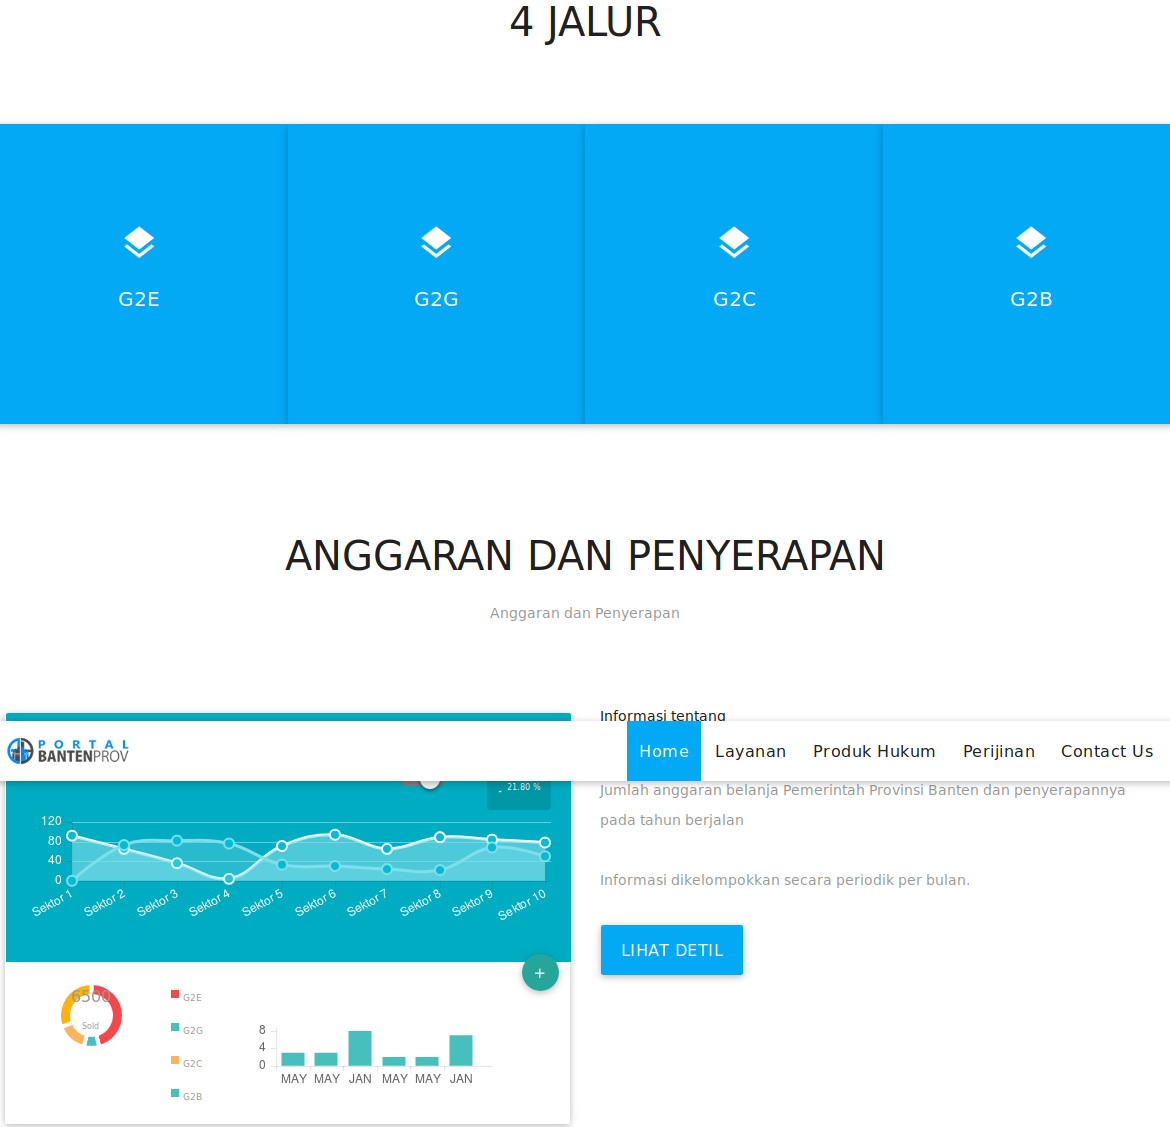 4 JALUR
G2E
G2G
G2C
G2B
ANGGARAN DAN PENYERAPAN
Anggaran dan Penyerapan
Informasi tentang
PORTAL
BANTENPROV
Home
Layanan
Produk Hukum
Perijinan
Contact Us
21.80 %
120
80
40
0
Sektor 1
Sektor 2
Sektor 3
Sektor 4
Sektor 5
Sektor 6
Sektor 7
Sektor 8
Sektor 9
Sektor 10
Jumlah anggaran belanja Pemerintah Provinsi Banten dan penyerapannya
pada tahun berjalan
Informasi dikelompokkan secara periodik per bulan.
LIHAT DETIL
+
6500
Sold
G2E
G2G
G2C
G2B
8
4
0
MAY MAY JAN MAY MAY JAN